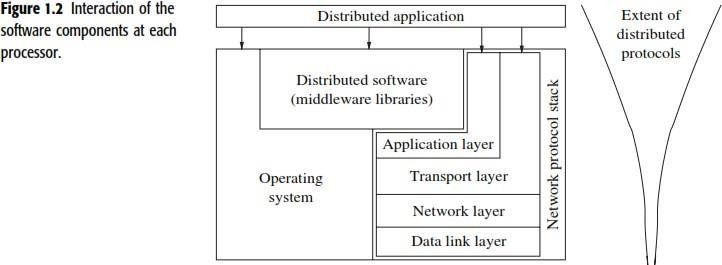 Figure 1.2 Interaction of the
software components at each
processor.
Distributed application
Extent of
distributed
protocols
Distributed software
(middleware libraries)
Network protocol stack
Application layer
Operating
system
Transport layer
Network layer
Data link layer